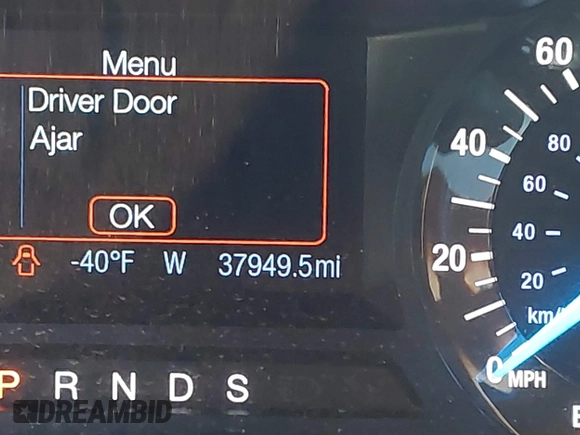 Menu
Driver Door
Ajar
OK
-40°F W 37949.5mi
P R N D S
60
40
20
0 MPH
80
60
40
20
km/
DREAMBID